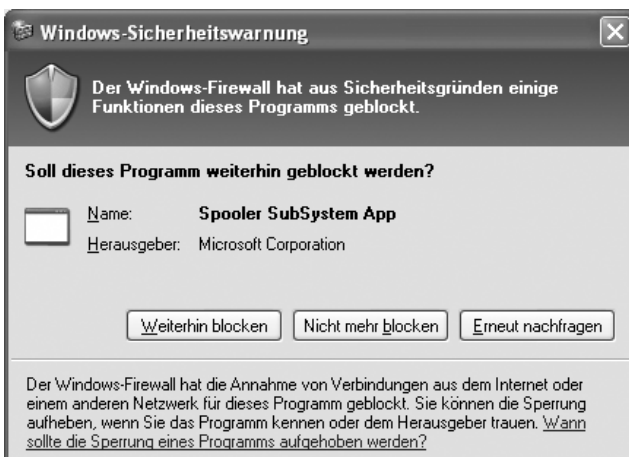 Windows-Sicherheitswarnung
Der Windows-Firewall hat aus Sicherheitsgründen einige
Funktionen dieses Programms geblockt.
Soll dieses Programm weiterhin geblockt werden?
Name: Spooler SubSystem App
Herausgeber: Microsoft Corporation
Weiterhin blocken Nicht mehr blocken Erneut nachfragen
Der Windows-Firewall hat die Annahme von Verbindungen aus dem Internet oder
einem anderen Netzwerk für dieses Programm geblockt. Sie können die Sperrung
aufheben, wenn Sie das Programm kennen oder dem Herausgeber trauen. Wann
sollte die Sperrung eines Programms aufgehoben werden?